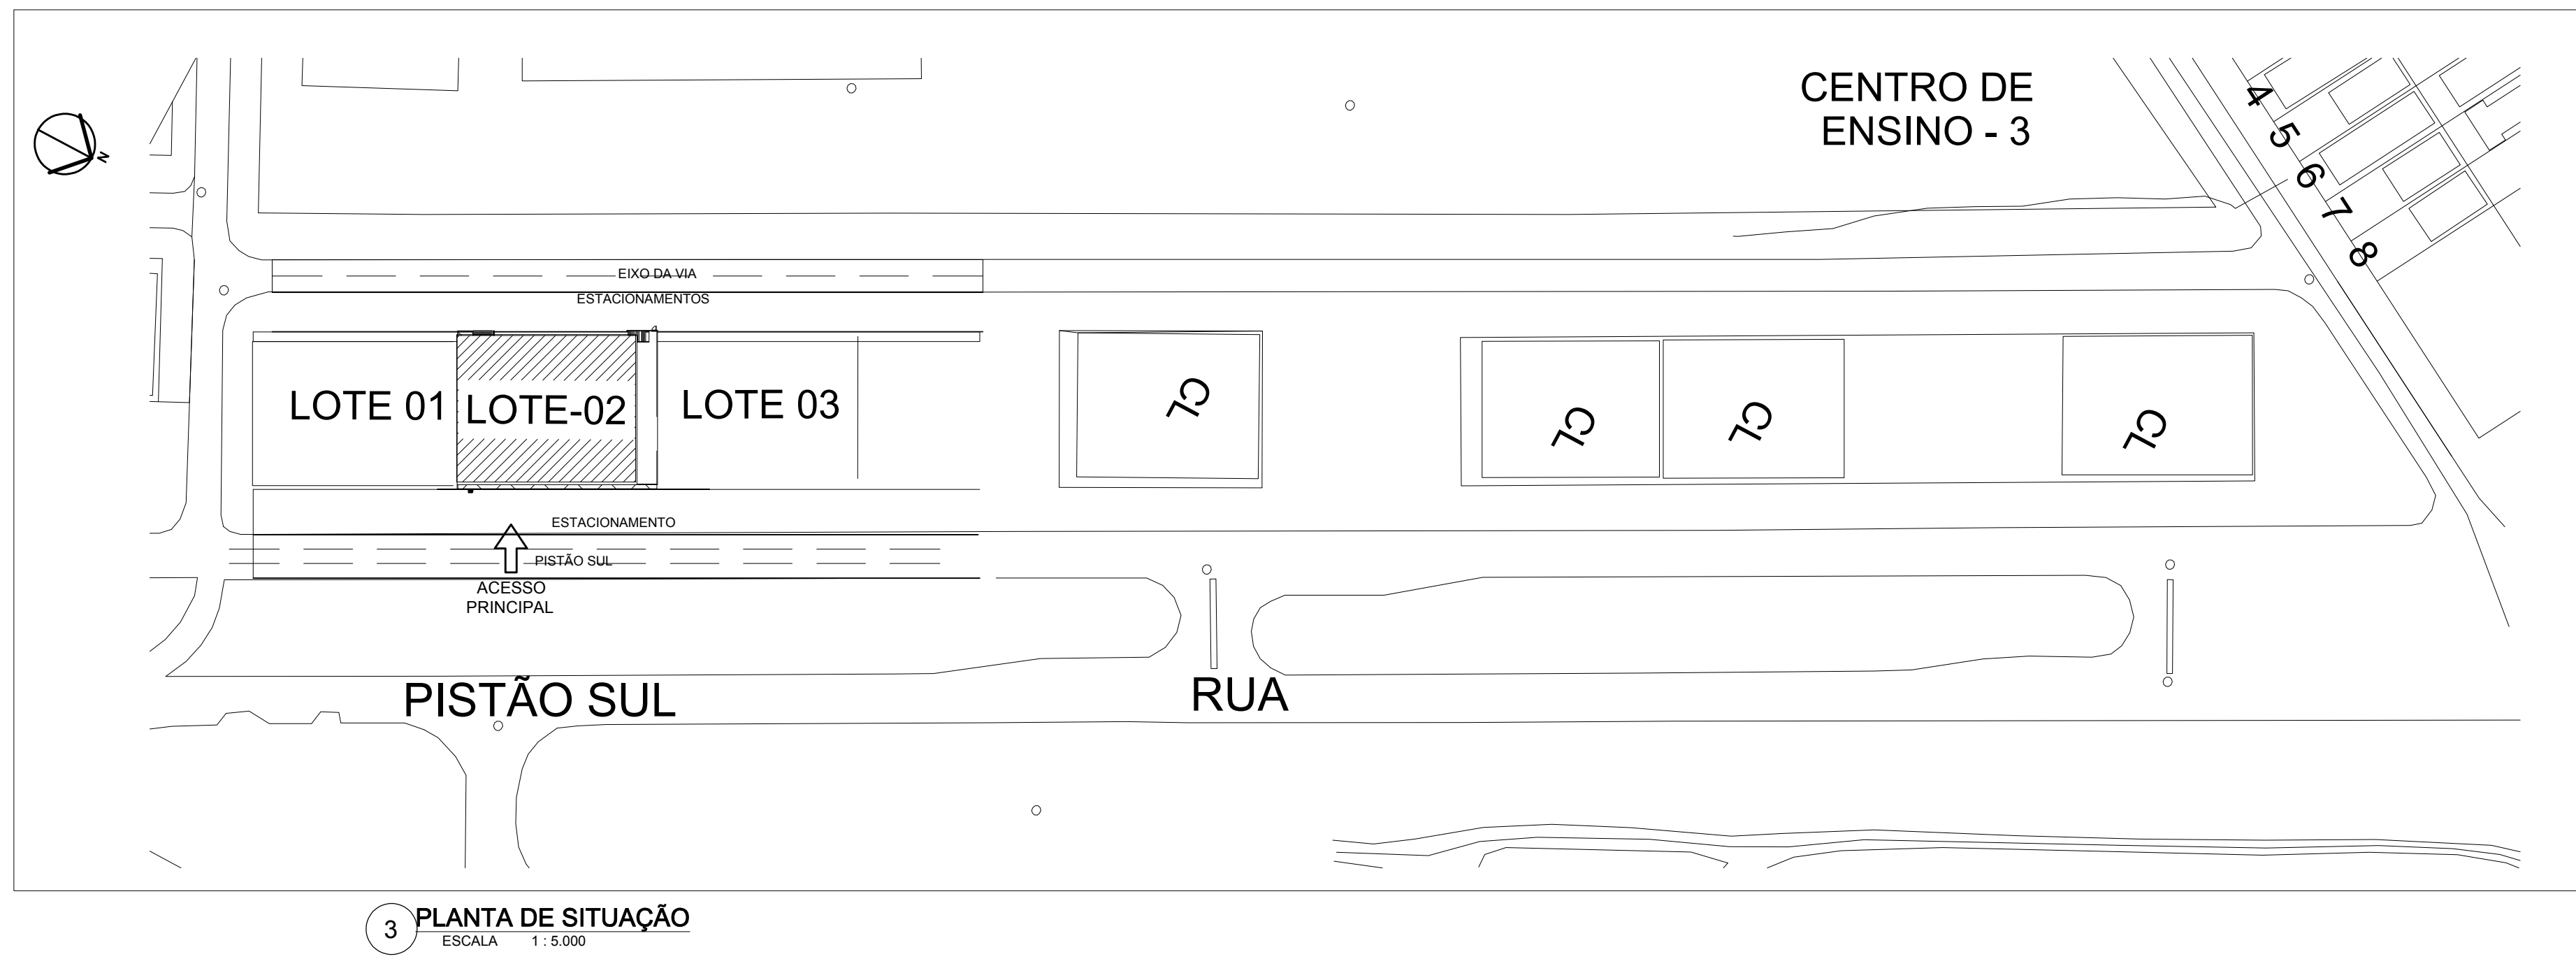 CENTRO DE
ENSINO - 3
4
5
6
7
8
N
EIXO DA VIA
ESTACIONAMENTOS
LOTE 01
LOTE-02
LOTE 03
CL
CL
CL
CL
ESTACIONAMENTO
PISTÃO SUL
ACESSO
PRINCIPAL
PISTÃO SUL
RUA
3
PLANTA DE SITUAÇÃO
ESCALA 1 : 5.000